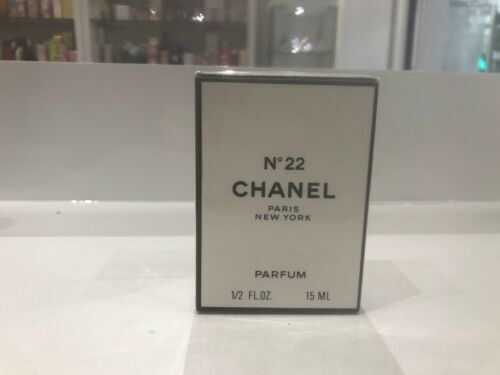 N°22
CHANEL
PARIS
NEW YORK
PARFUM
1/2 FL.OZ. 15 ML